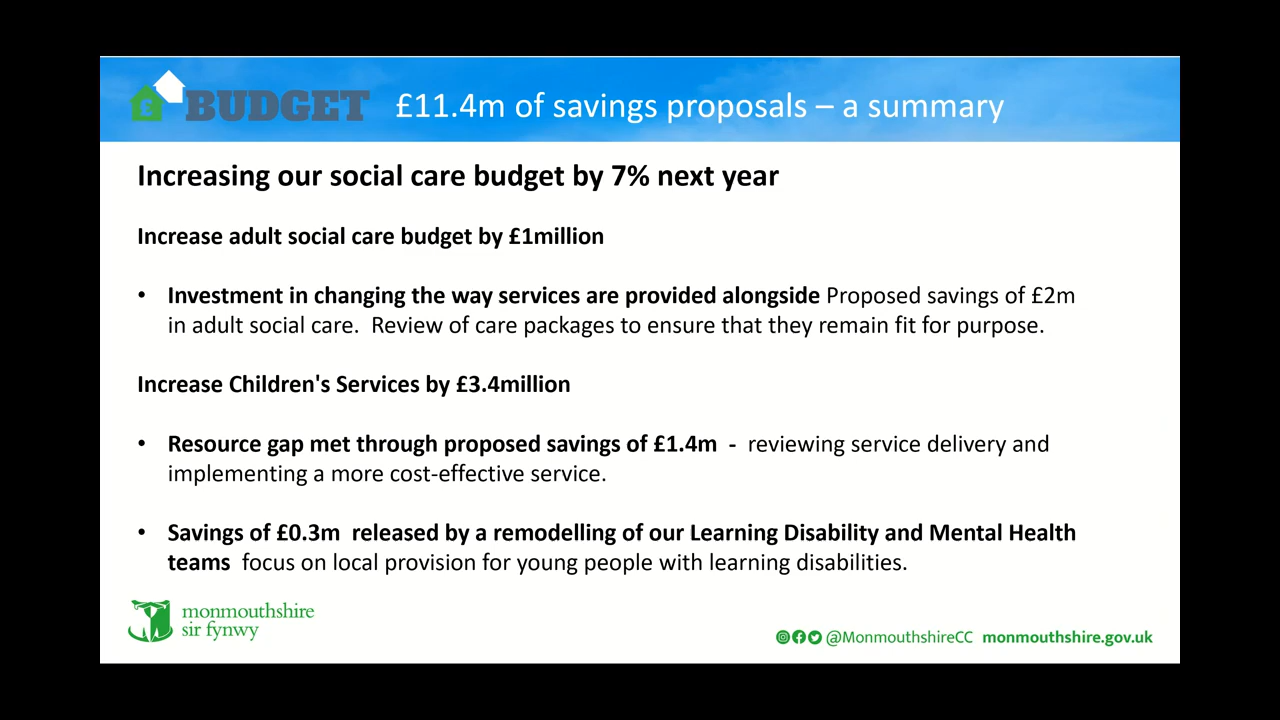 £ BUDGET £11.4m of savings proposals – a summary
Increasing our social care budget by 7% next year
Increase adult social care budget by £1million
• Investment in changing the way services are provided alongside Proposed savings of £2m
in adult social care. Review of care packages to ensure that they remain fit for purpose.
Increase Children's Services by £3.4million
• Resource gap met through proposed savings of £1.4m - reviewing service delivery and
implementing a more cost-effective service.
• Savings of £0.3m released by a remodelling of our Learning Disability and Mental Health
teams focus on local provision for young people with learning disabilities.
monmouthshire
sir fynwy
@MonmouthshireCC monmouthshire.gov.uk